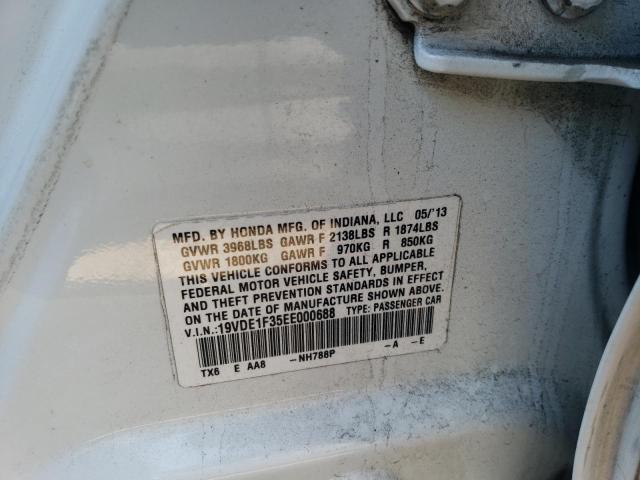 MFD. BY HONDA MFG. OF INDIANA, LLC 05/'13
GVWR 3968LBS GAWR F 2138LBS R 1874LBS
GVWR 1800KG GAWR F 970KG R 850KG
THIS VEHICLE CONFORMS TO ALL APPLICABLE
FEDERAL MOTOR VEHICLE SAFETY, BUMPER,
AND THEFT PREVENTION STANDARDS IN EFFECT
ON THE DATE OF MANUFACTURE SHOWN ABOVE.
V.I.N.: 19VDE1F35EE000688 TYPE: PASSENGER CAR
TX6 E AA8 -NH788P -A -E